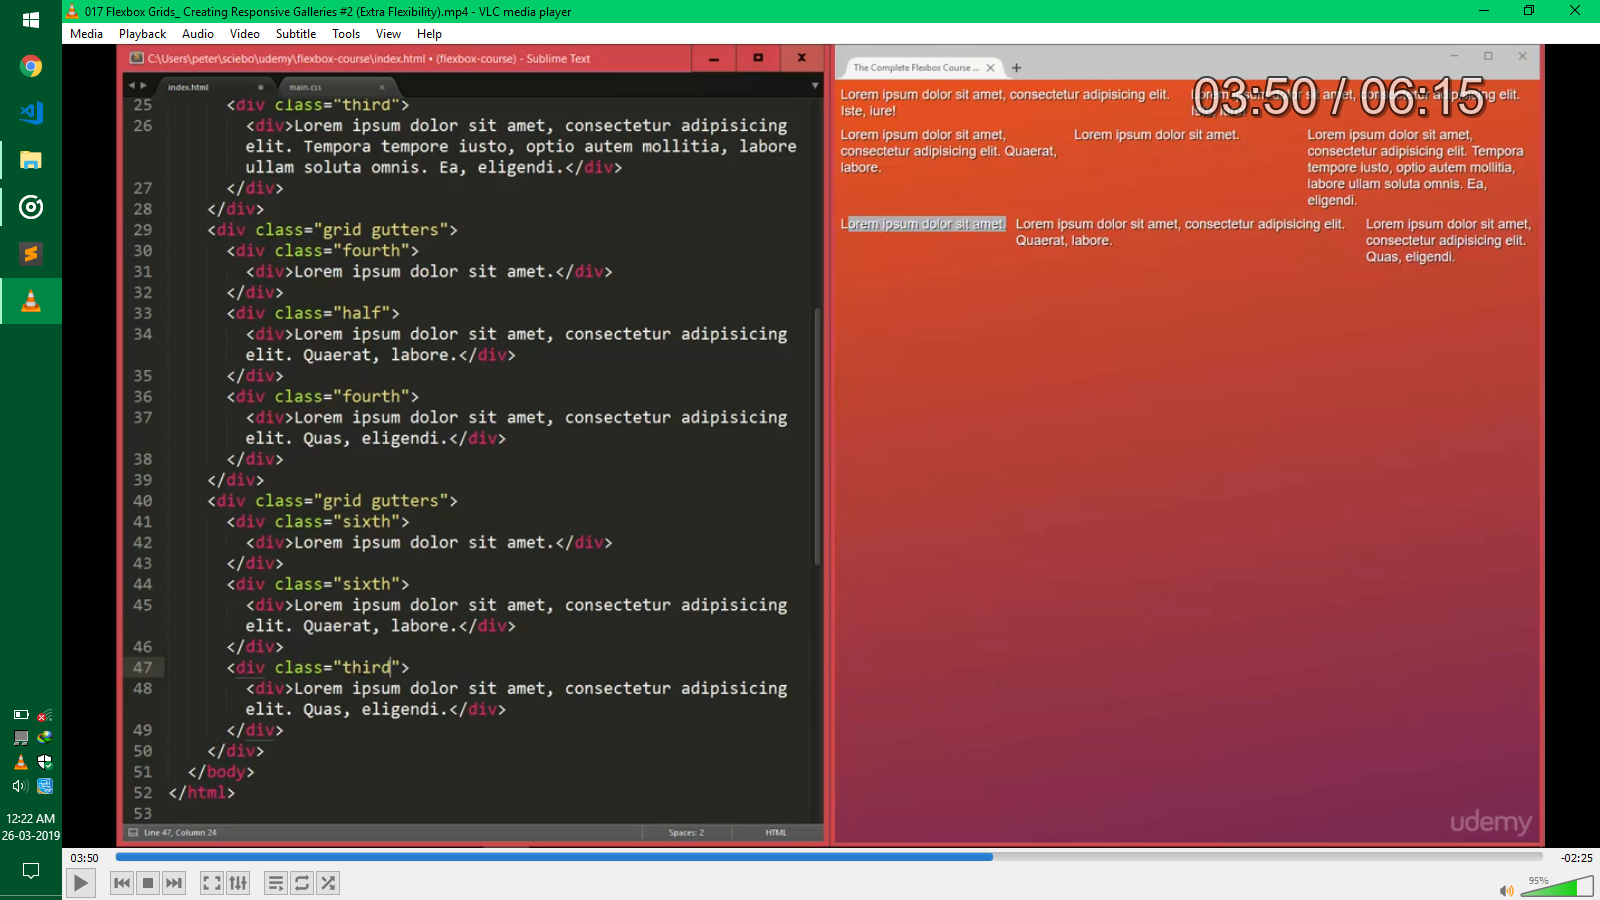 017 Flexbox Grids_ Creating Responsive Galleries #2 (Extra Flexibility).mp4 - VLC media player
Media Playback Audio Video Subtitle Tools View Help
C:\Users\peter\sciebo\udemy\flexbox-course\index.html • (flexbox-course) - Sublime Text
index.html
main.css
25 <div class="third">
26 <div>Lorem ipsum dolor sit amet, consectetur adipisicing
elit. Tempora tempore iusto, optio autem mollitia, labore
ullam soluta omnis. Ea, eligendi.</div>
27 </div>
28 </div>
29 <div class="grid gutters">
30 <div class="fourth">
31 <div>Lorem ipsum dolor sit amet.</div>
32 </div>
33 <div class="half">
34 <div>Lorem ipsum dolor sit amet, consectetur adipisicing
elit. Quaerat, labore.</div>
35 </div>
36 <div class="fourth">
37 <div>Lorem ipsum dolor sit amet, consectetur adipisicing
elit. Quas, eligendi.</div>
38 </div>
39 </div>
40 <div class="grid gutters">
41 <div class="sixth">
42 <div>Lorem ipsum dolor sit amet.</div>
43 </div>
44 <div class="sixth">
45 <div>Lorem ipsum dolor sit amet, consectetur adipisicing
elit. Quaerat, labore.</div>
46 </div>
47 <div class="third">
48 <div>Lorem ipsum dolor sit amet, consectetur adipisicing
elit. Quas, eligendi.</div>
49 </div>
50 </div>
51 </body>
52 </html>
53
Line 47, Column 24
Spaces: 2
HTML
The Complete Flexbox Course ...
03:50 / 06:15
Lorem ipsum dolor sit amet, consectetur adipisicing elit.
Iste, iure!
amet, consectetur adipisicing elit.
Lorem ipsum dolor sit amet,
consectetur adipisicing elit. Quaerat,
labore.
Lorem ipsum dolor sit amet.
Lorem ipsum dolor sit amet,
consectetur adipisicing elit. Tempora
tempore iusto, optio autem mollitia,
labore ullam soluta omnis. Ea,
eligendi.
Lorem ipsum dolor sit amet.
Lorem ipsum dolor sit amet, consectetur adipisicing elit.
Quaerat, labore.
Lorem ipsum dolor sit amet,
consectetur adipisicing elit.
Quas, eligendi.
udemy
12:22 AM
26-03-2019
03:50
-02:25
95%